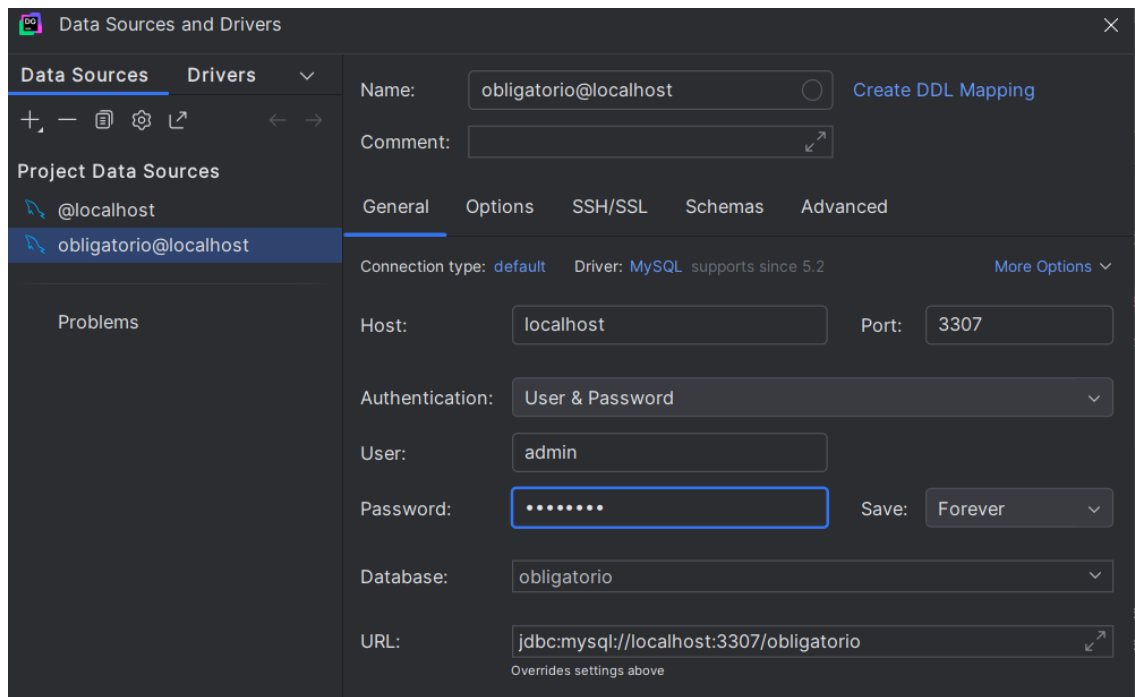 DG
Data Sources and Drivers
Data Sources Drivers
Project Data Sources
@localhost
obligatorio@localhost
Problems
Name: obligatorio@localhost Create DDL Mapping
Comment:
General Options SSH/SSL Schemas Advanced
Connection type: default Driver: MySQL supports since 5.2 More Options
Host: localhost Port: 3307
Authentication: User & Password
User: admin
Password: •••••••• Save: Forever
Database: obligatorio
URL: jdbc:mysql://localhost:3307/obligatorio
Overrides settings above